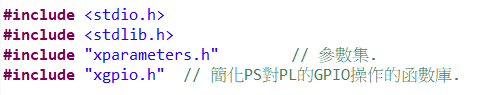 #include <stdio.h>
#include <stdlib.h>
#include "xparameters.h"        // 參數集.
#include "xgpio.h"  // 簡化PS對PL的GPIO操作的函數庫.